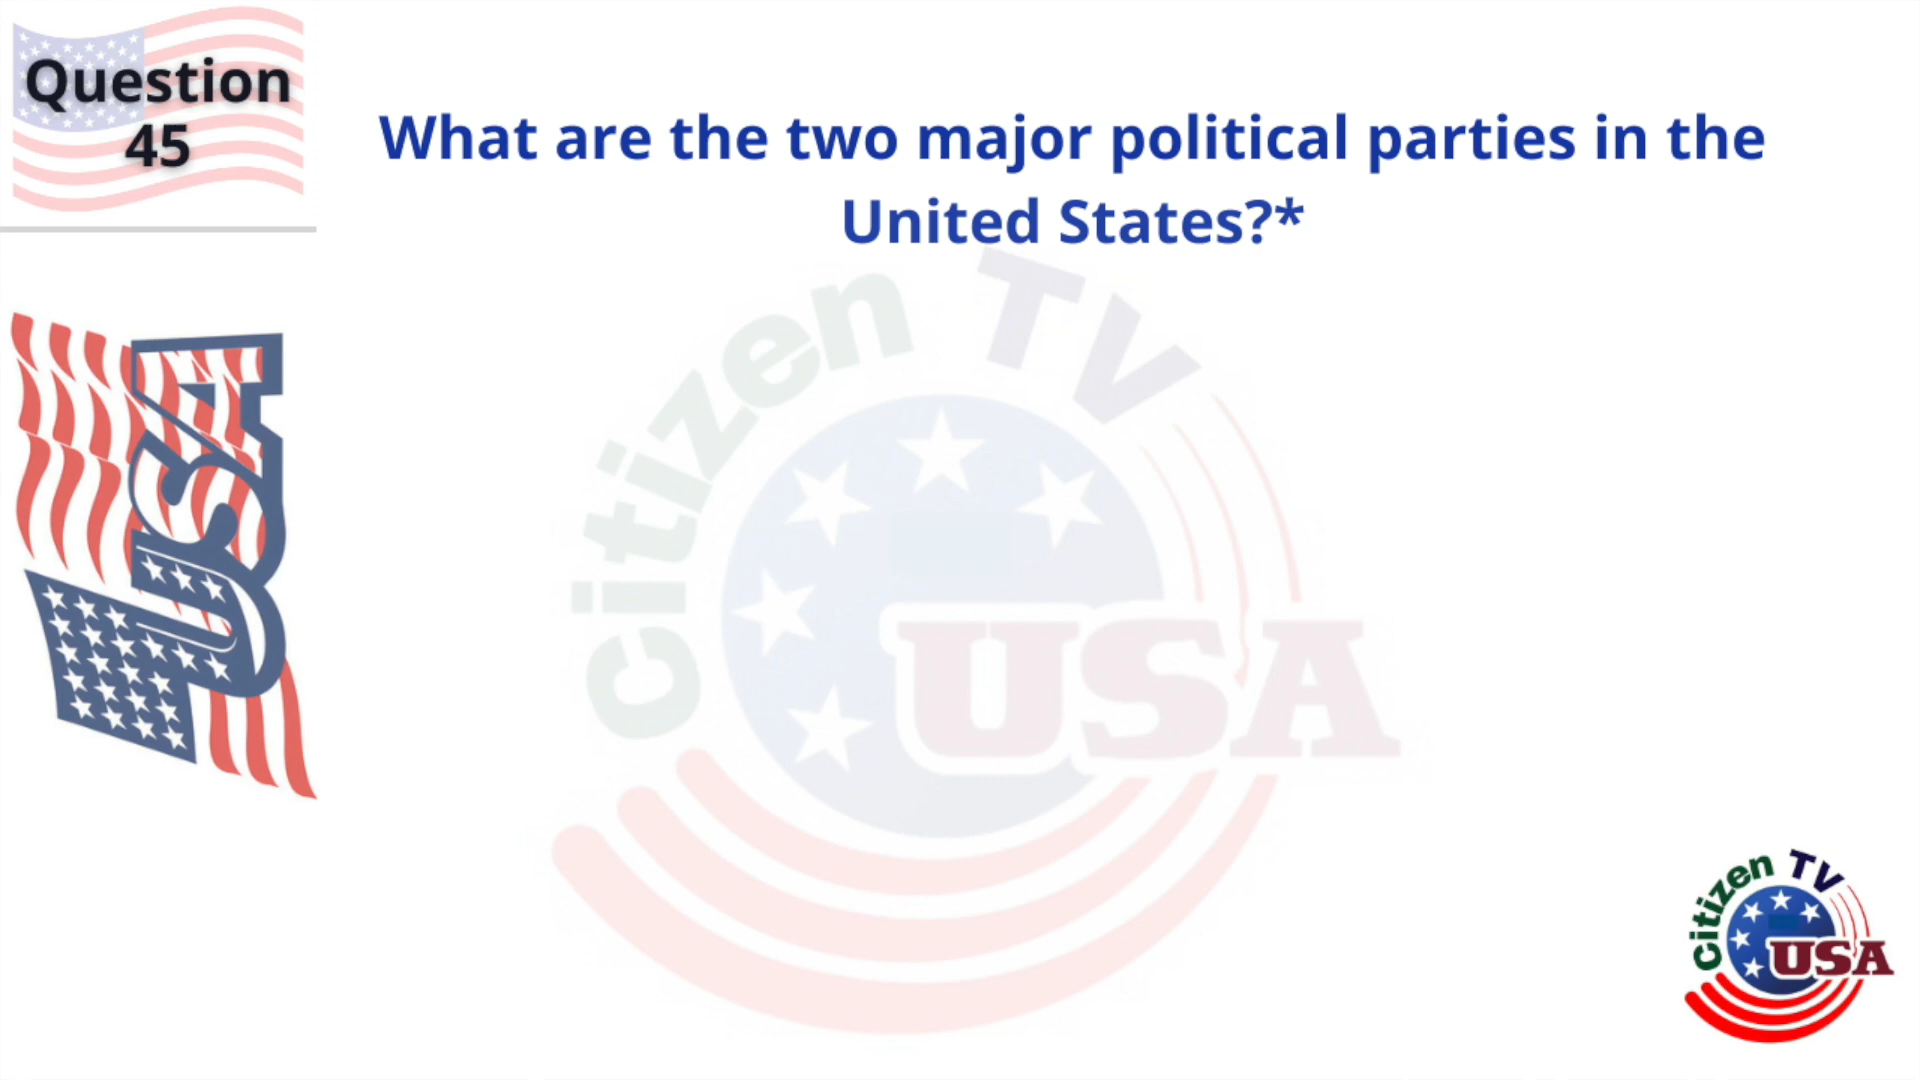 Question
45
What are the two major political parties in the
United States?*
USA
Citizen TV
USA
Citizen TV
USA